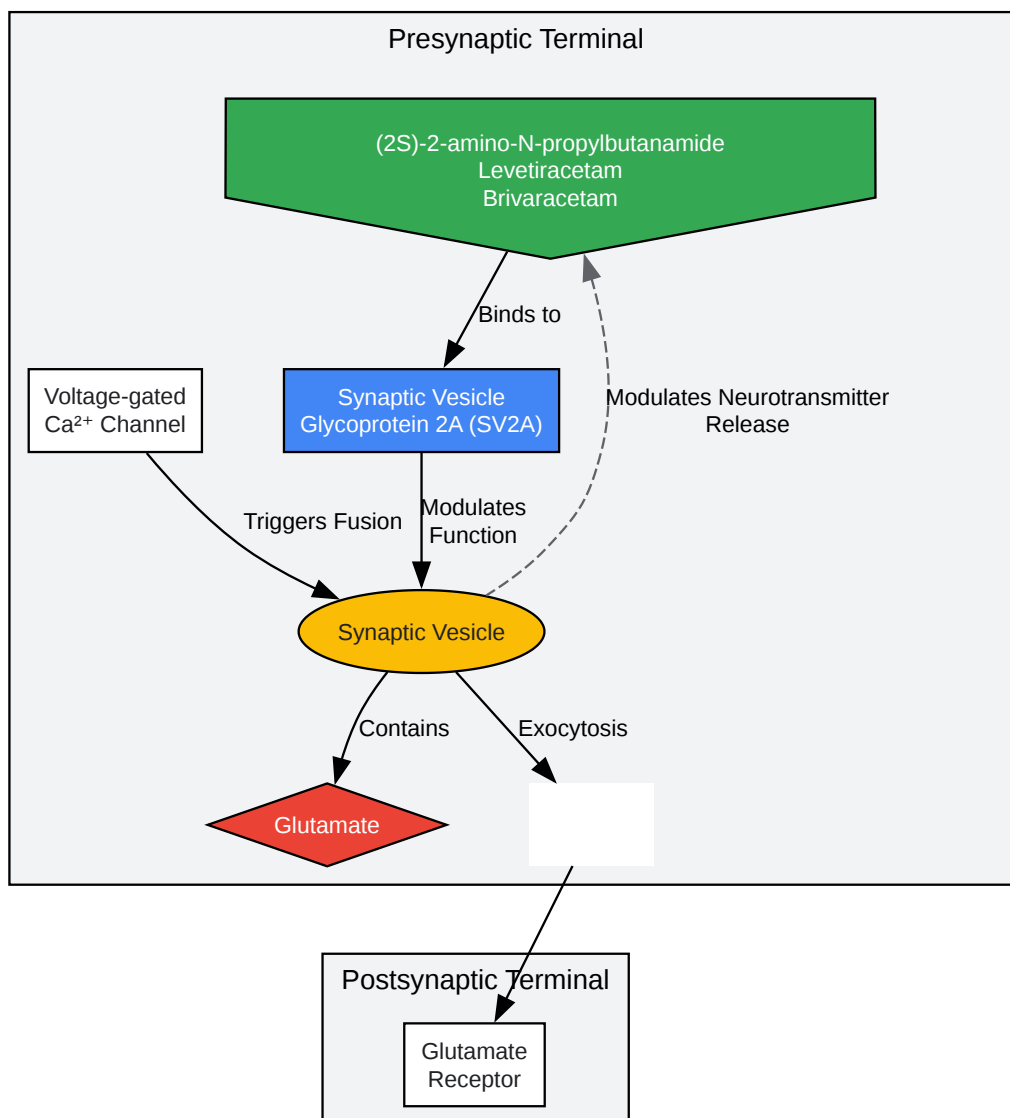 Presynaptic Terminal
(2S)-2-amino-N-propylbutanamide
Levetiracetam
Brivaracetam
Binds to
Voltage-gated
Ca²⁺ Channel
Synaptic Vesicle
Glycoprotein 2A (SV2A)
Modulates Neurotransmitter
Release
Triggers Fusion
Modulates
Function
Synaptic Vesicle
Contains
Exocytosis
Glutamate
Postsynaptic Terminal
Glutamate
Receptor